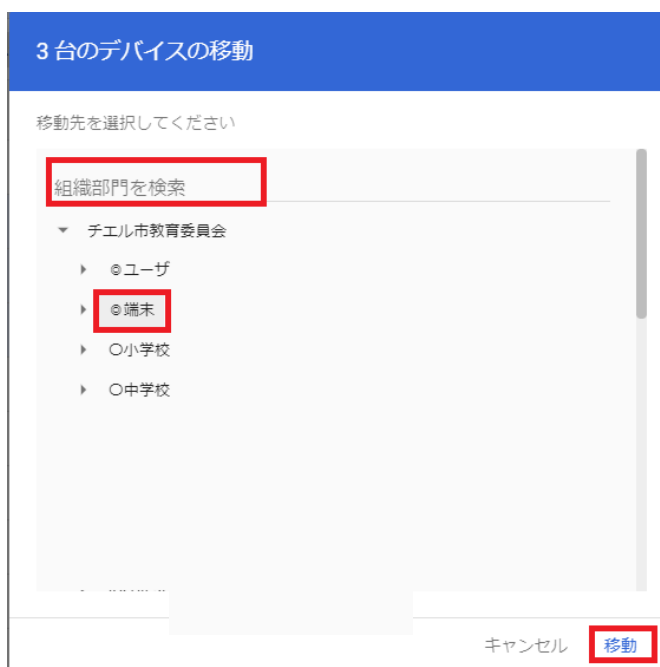 3 台のデバイスの移動
移動先を選択してください
組織部門を検索
チエル市教育委員会
◎ユーザ
◎端末
〇小学校
〇中学校
キャンセル 移動